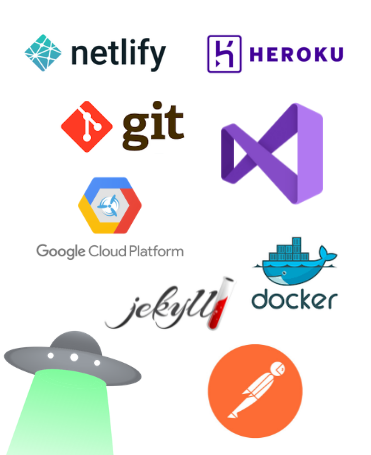 netlify
HEROKU
git
Google Cloud Platform
jekyll
docker